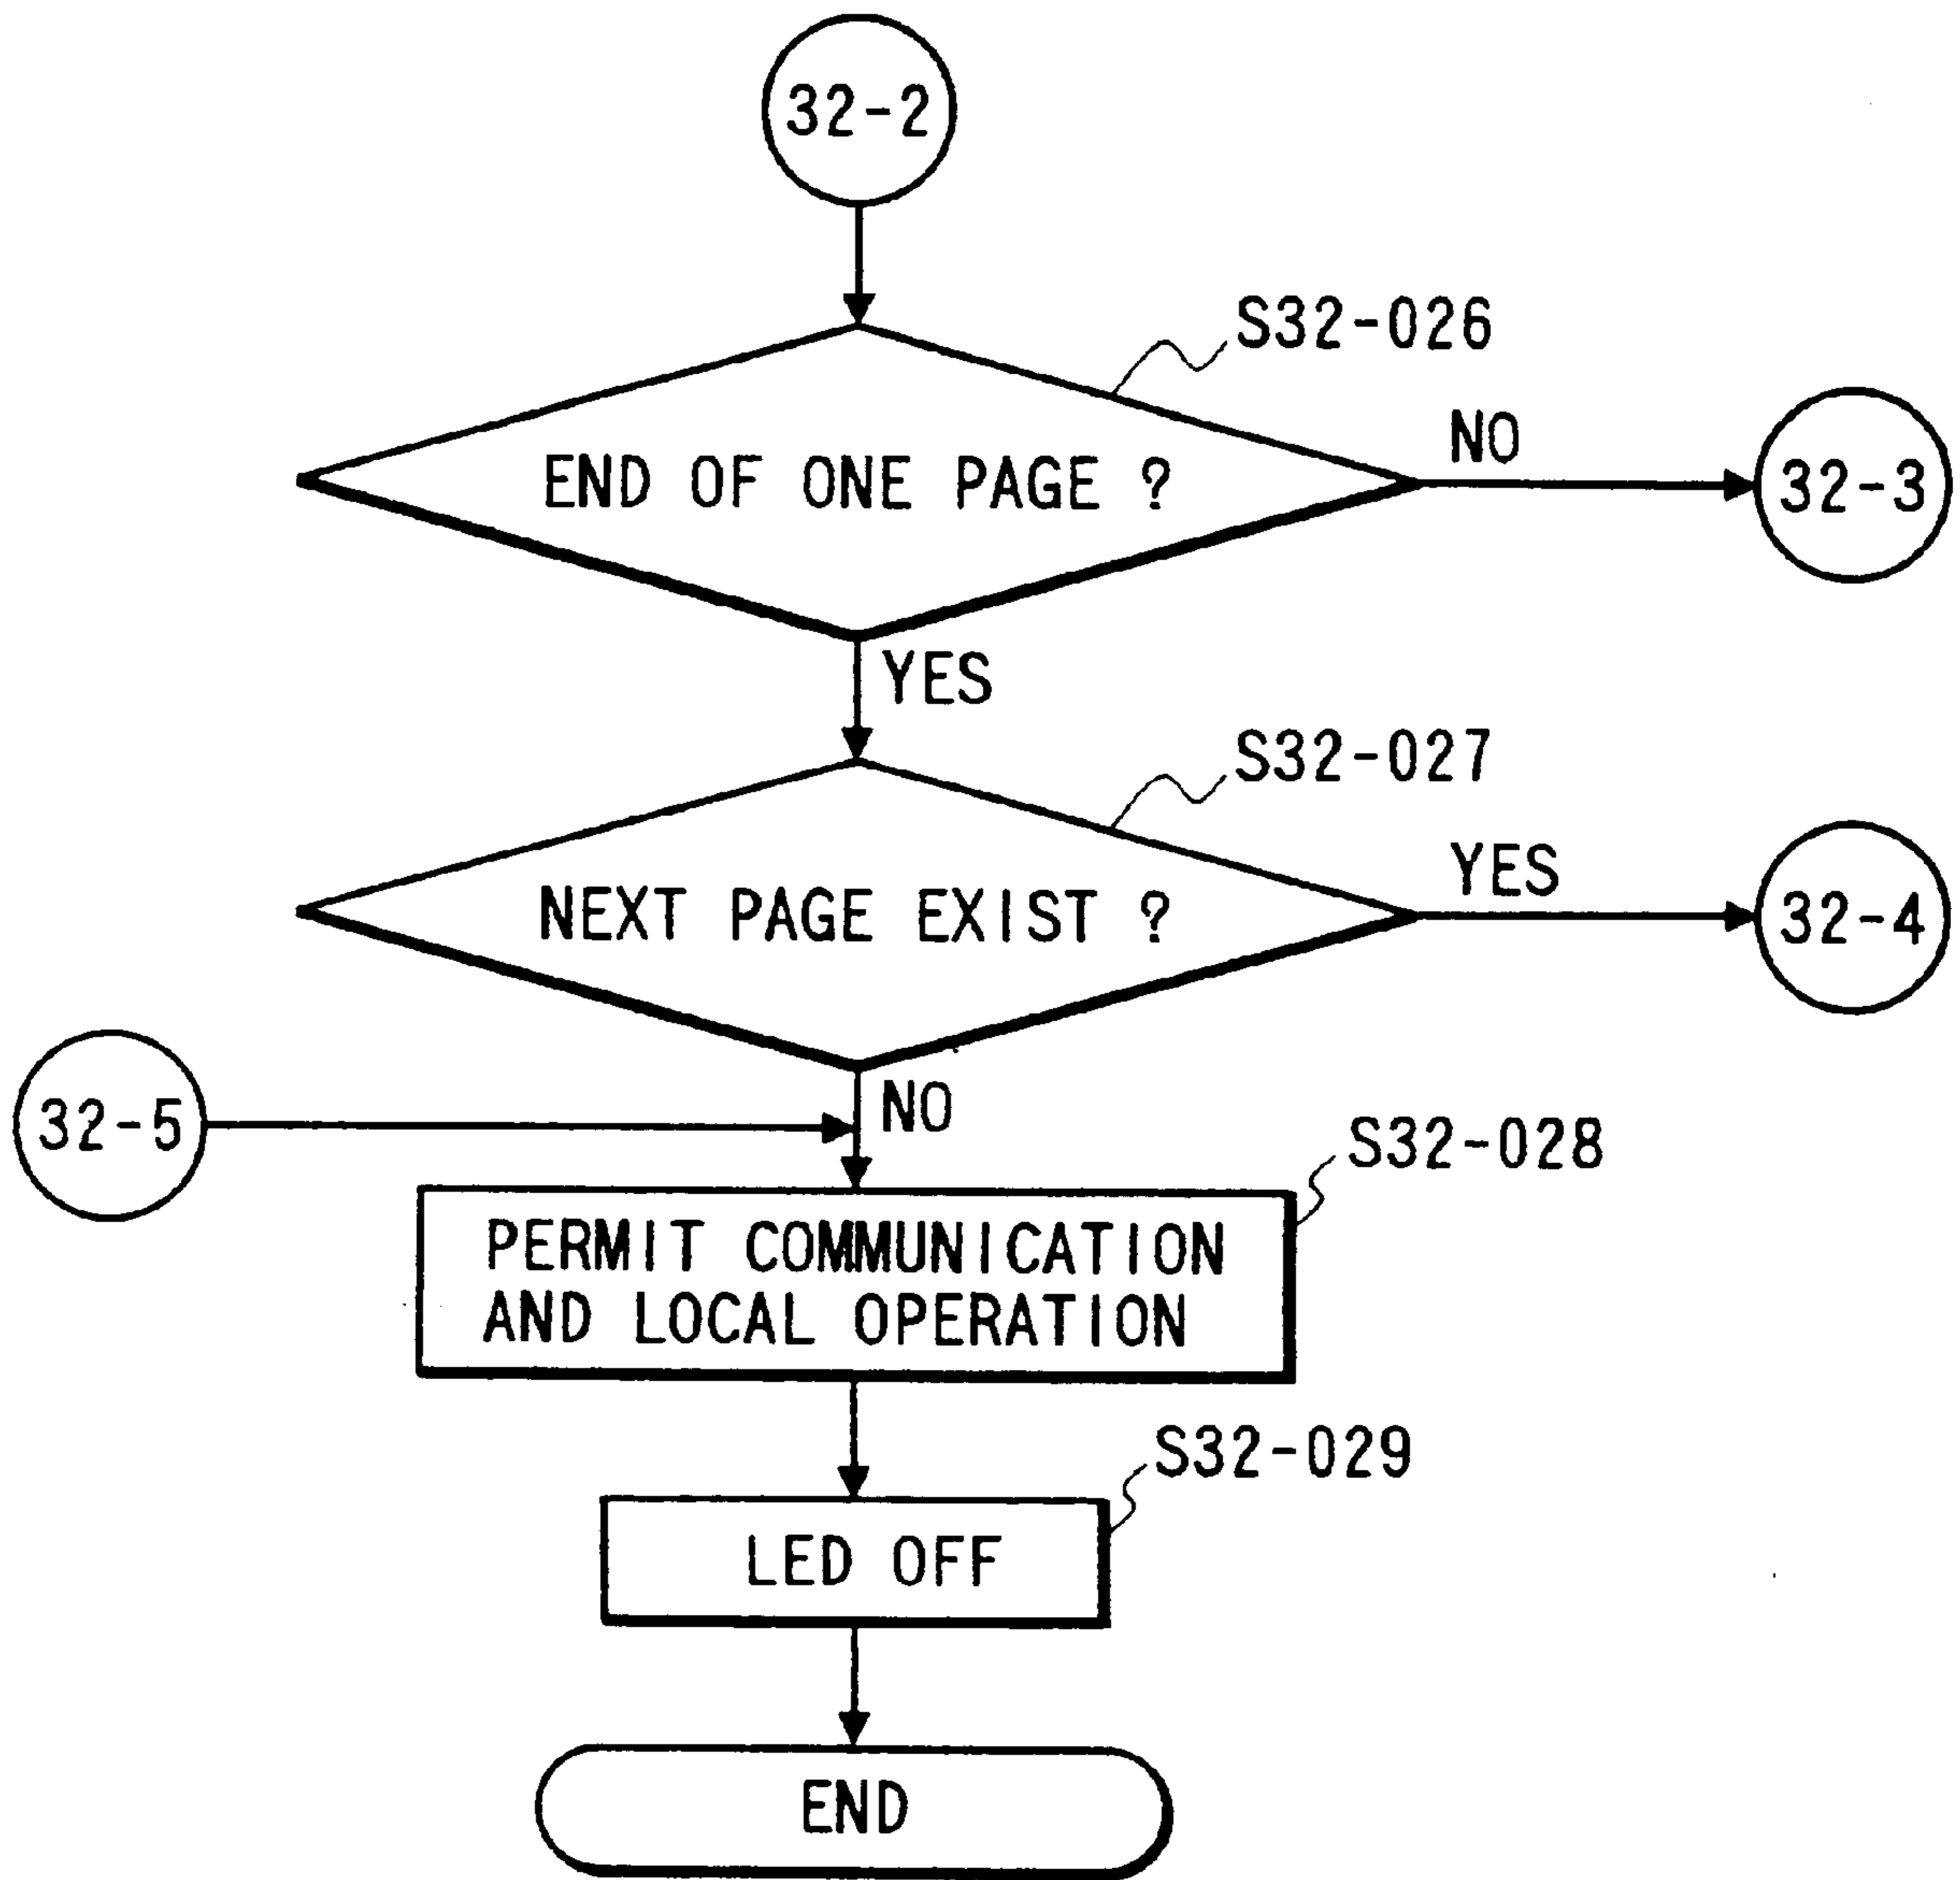 32-2
S32-026
END OF ONE PAGE ?
NO
32-3
YES
S32-027
NEXT PAGE EXIST ?
YES
32-4
NO
32-5
S32-028
PERMIT COMMUNICATION
AND LOCAL OPERATION
S32-029
LED OFF
END